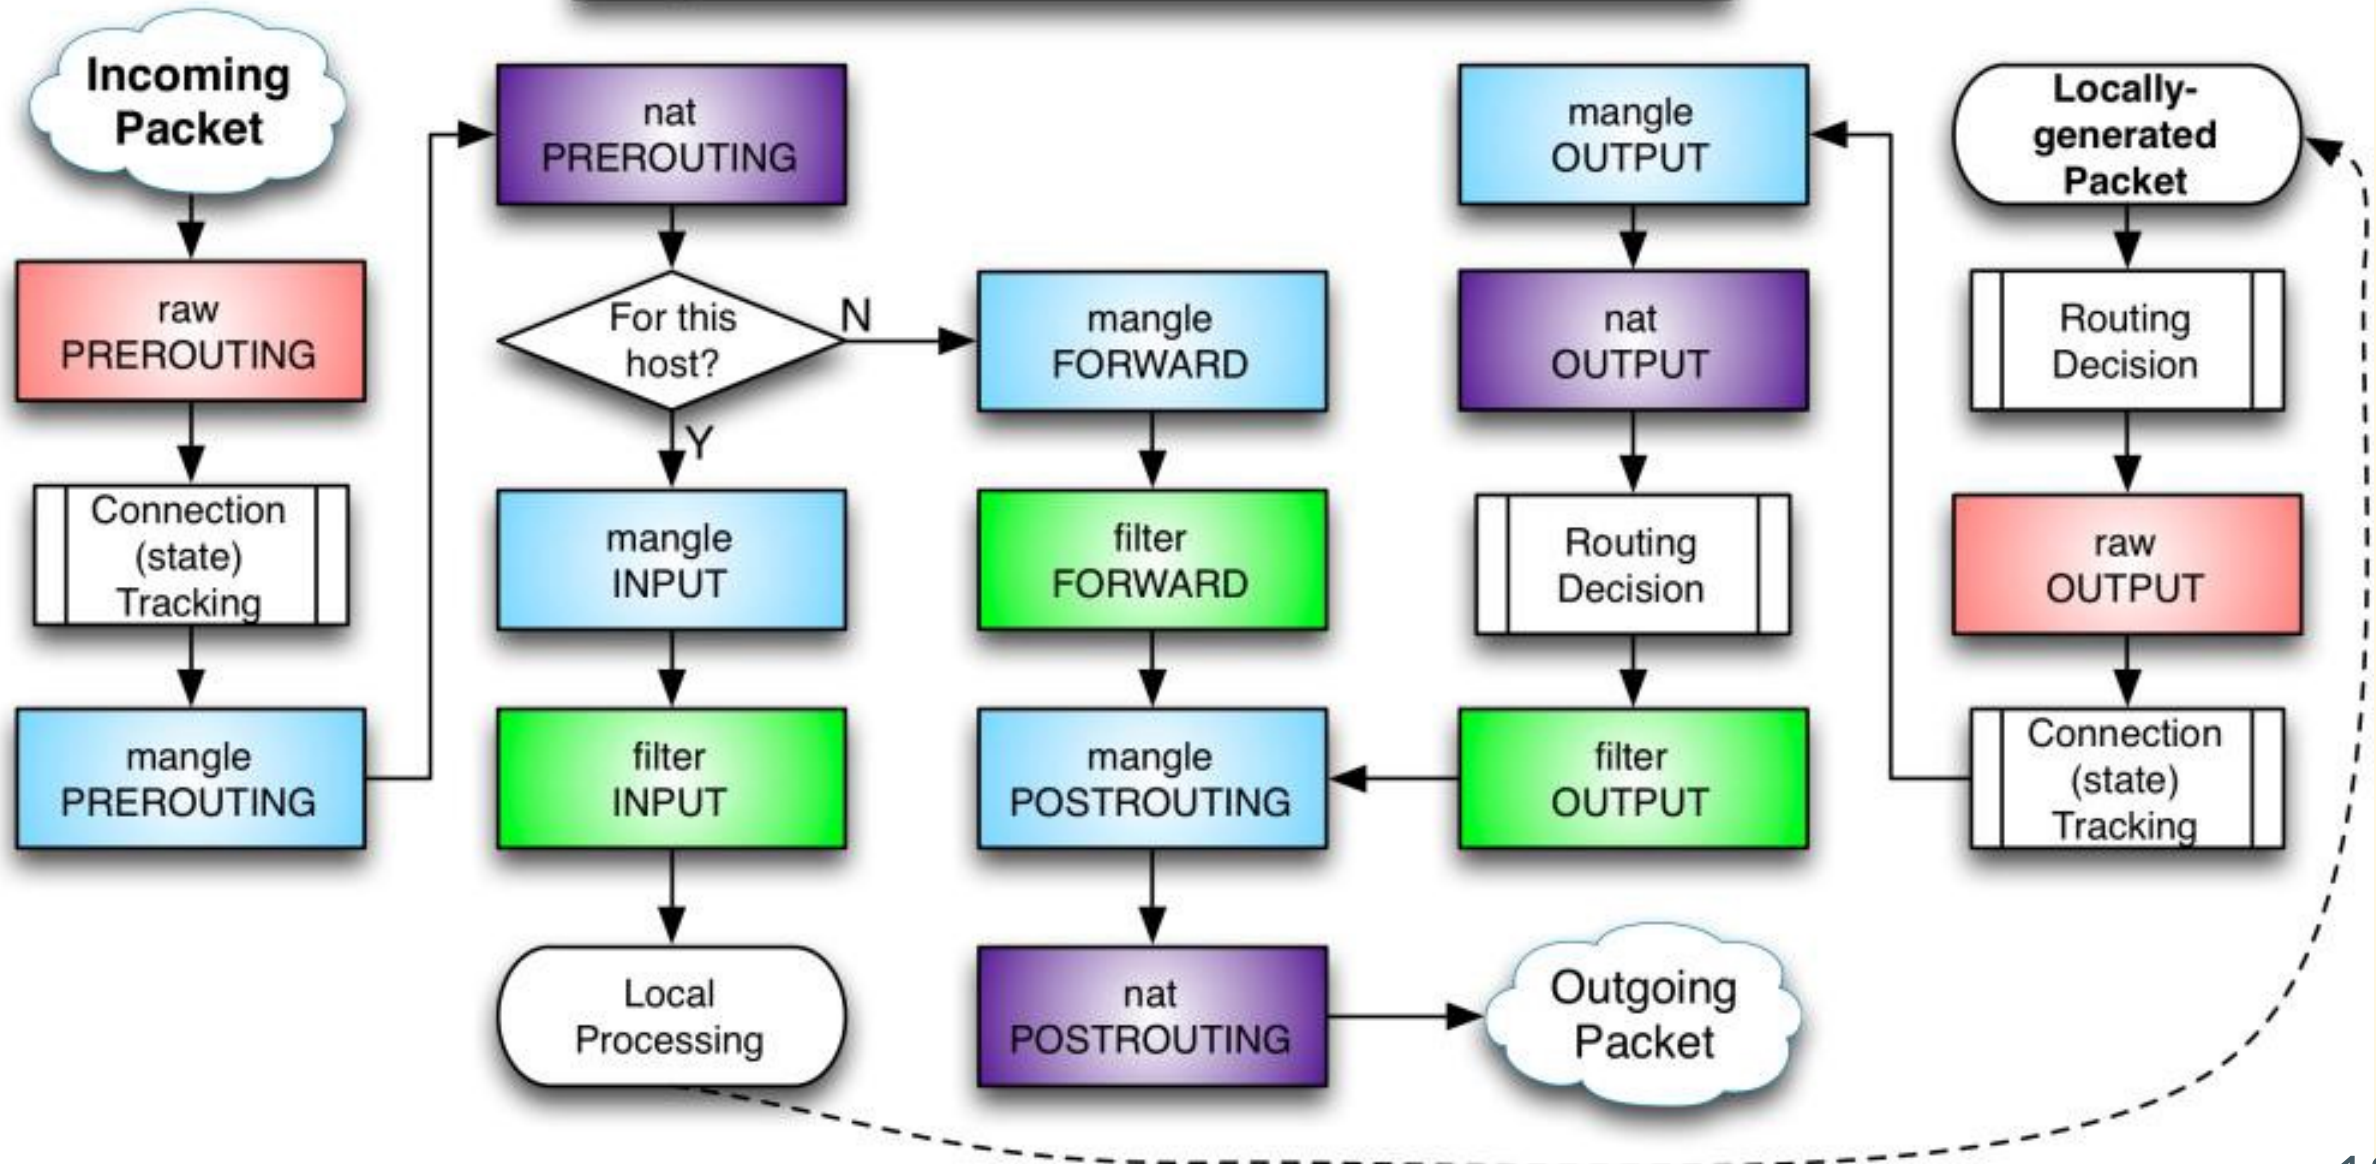 Incoming
Packet
raw
PREROUTING
Connection
(state)
Tracking
mangle
PREROUTING
nat
PREROUTING
For this
host?
N
Y
mangle
INPUT
filter
INPUT
Local
Processing
mangle
FORWARD
filter
FORWARD
mangle
POSTROUTING
nat
POSTROUTING
mangle
OUTPUT
nat
OUTPUT
Routing
Decision
filter
OUTPUT
Outgoing
Packet
Locally-
generated
Packet
Routing
Decision
raw
OUTPUT
Connection
(state)
Tracking